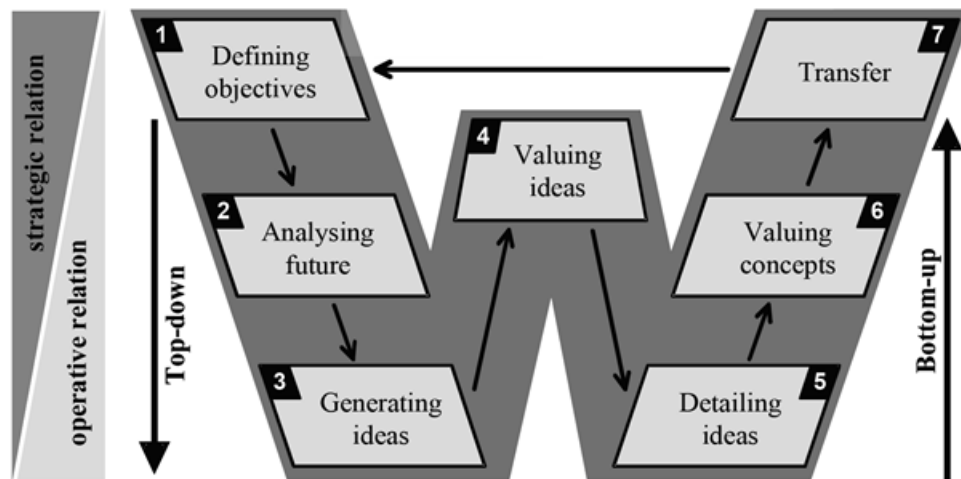 strategic relation
operative relation
Top-down
1
Defining
objectives
2
Analysing
future
3
Generating
ideas
4
Valuing
ideas
5
Detailing
ideas
6
Valuing
concepts
7
Transfer
Bottom-up